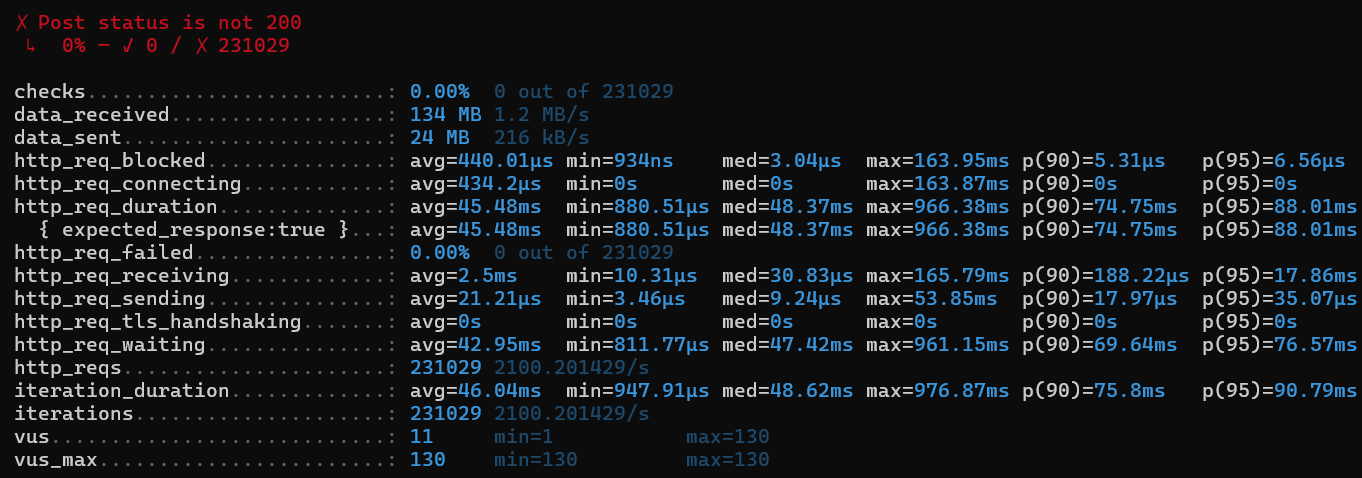 ✗ Post status is not 200
↳  0% — ✓ 0 / ✗ 231029
checks.........................: 0.00%  0 out of 231029
data_received..................: 134 MB 1.2 MB/s
data_sent......................: 24 MB  216 kB/s
http_req_blocked...............: avg=440.01µs min=934ns    med=3.04µs  max=163.95ms p(90)=5.31µs   p(95)=6.56µs
http_req_connecting............: avg=434.2µs  min=0s       med=0s      max=163.87ms p(90)=0s       p(95)=0s
http_req_duration..............: avg=45.48ms  min=880.51µs med=48.37ms max=966.38ms p(90)=74.75ms  p(95)=88.01ms
{ expected_response:true }...: avg=45.48ms  min=880.51µs med=48.37ms max=966.38ms p(90)=74.75ms  p(95)=88.01ms
http_req_failed................: 0.00%  0 out of 231029
http_req_receiving.............: avg=2.5ms    min=10.31µs  med=30.83µs max=165.79ms p(90)=188.22µs p(95)=17.86ms
http_req_sending...............: avg=21.21µs  min=3.46µs   med=9.24µs  max=53.85ms  p(90)=17.97µs  p(95)=35.07µs
http_req_tls_handshaking.......: avg=0s       min=0s       med=0s      max=0s       p(90)=0s       p(95)=0s
http_req_waiting...............: avg=42.95ms  min=811.77µs med=47.42ms max=961.15ms p(90)=69.64ms  p(95)=76.57ms
http_reqs......................: 231029 2100.201429/s
iteration_duration.............: avg=46.04ms  min=947.91µs med=48.62ms max=976.87ms p(90)=75.8ms   p(95)=90.79ms
iterations.....................: 231029 2100.201429/s
vus............................: 11     min=1           max=130
vus_max........................: 130    min=130         max=130